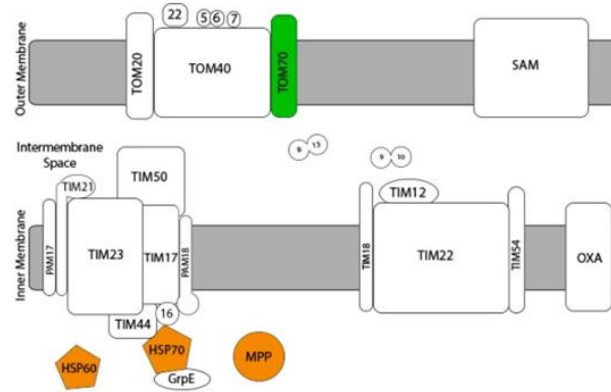 Outer Membrane
TOM20
22
5
6
7
TOM40
TOM70
SAM
Intermembrane
Space
8
13
9
10
Inner Membrane
PAM17
TIM21
TIM50
TIM23
TIM17
PAM18
TIM44
16
TIM18
TIM12
TIM22
TIM54
OXA
HSP60
HSP70
GrpE
MPP